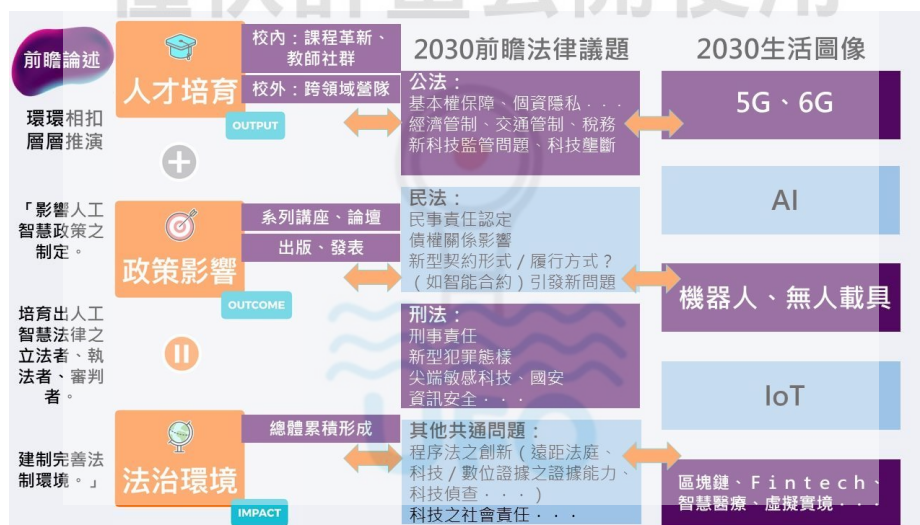 僅供計畫公開使用
前瞻論述
環環相扣
層層推演
「影響人工
智慧政策之
制定。
培育出人工
智慧法律之
立法者、執
法者、審判
者。
建制完善法
制環境。」
人才培育
OUTPUT
校內：課程革新、
教師社群
校外：跨領域營隊
政策影響
OUTCOME
系列講座、論壇
出版、發表
法治環境
IMPACT
總體累積形成
2030前瞻法律議題
公法：
基本權保障、個資隱私···
經濟管制、交通管制、稅務
新科技監管問題、科技壟斷
民法：
民事責任認定
債權關係影響
新型契約形式/履行方式？
(如智能合約)引發新問題
刑法：
刑事責任
新型犯罪態樣
尖端敏感科技、國安
資訊安全···
其他共通問題：
程序法之創新（遠距法庭、
科技/數位證據之證據能力、
科技偵查···）
科技之社會責任···
2030生活圖像
5G、6G
AI
機器人、無人載具
IoT
區塊鏈、Fintech、
智慧醫療、虛擬實境···
UFO